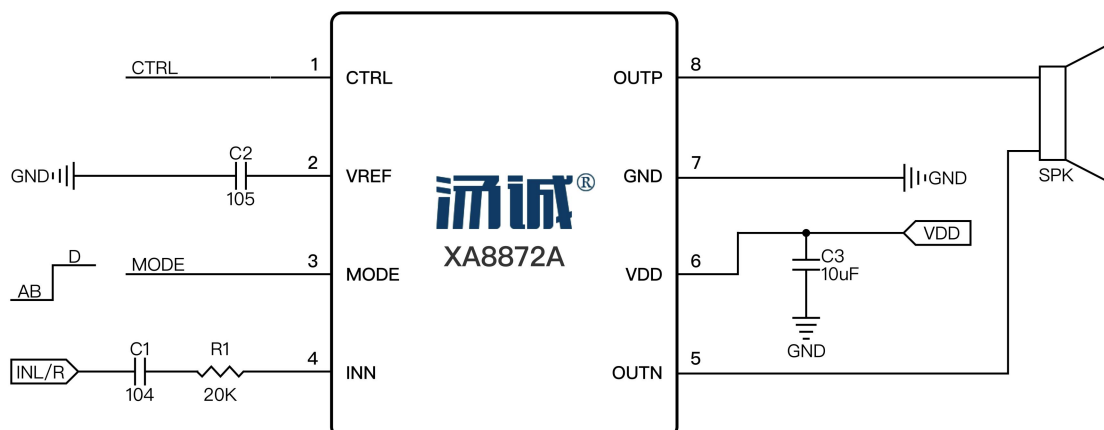 CTRL
1
CTRL
OUTP
8
GND
C2
105
2
VREF
GND
7
GND
SPK
汤诚®
XA8872A
D
AB
MODE
3
MODE
VDD
6
VDD
C3
10uF
GND
INL/R
C1
104
R1
20K
4
INN
OUTN
5